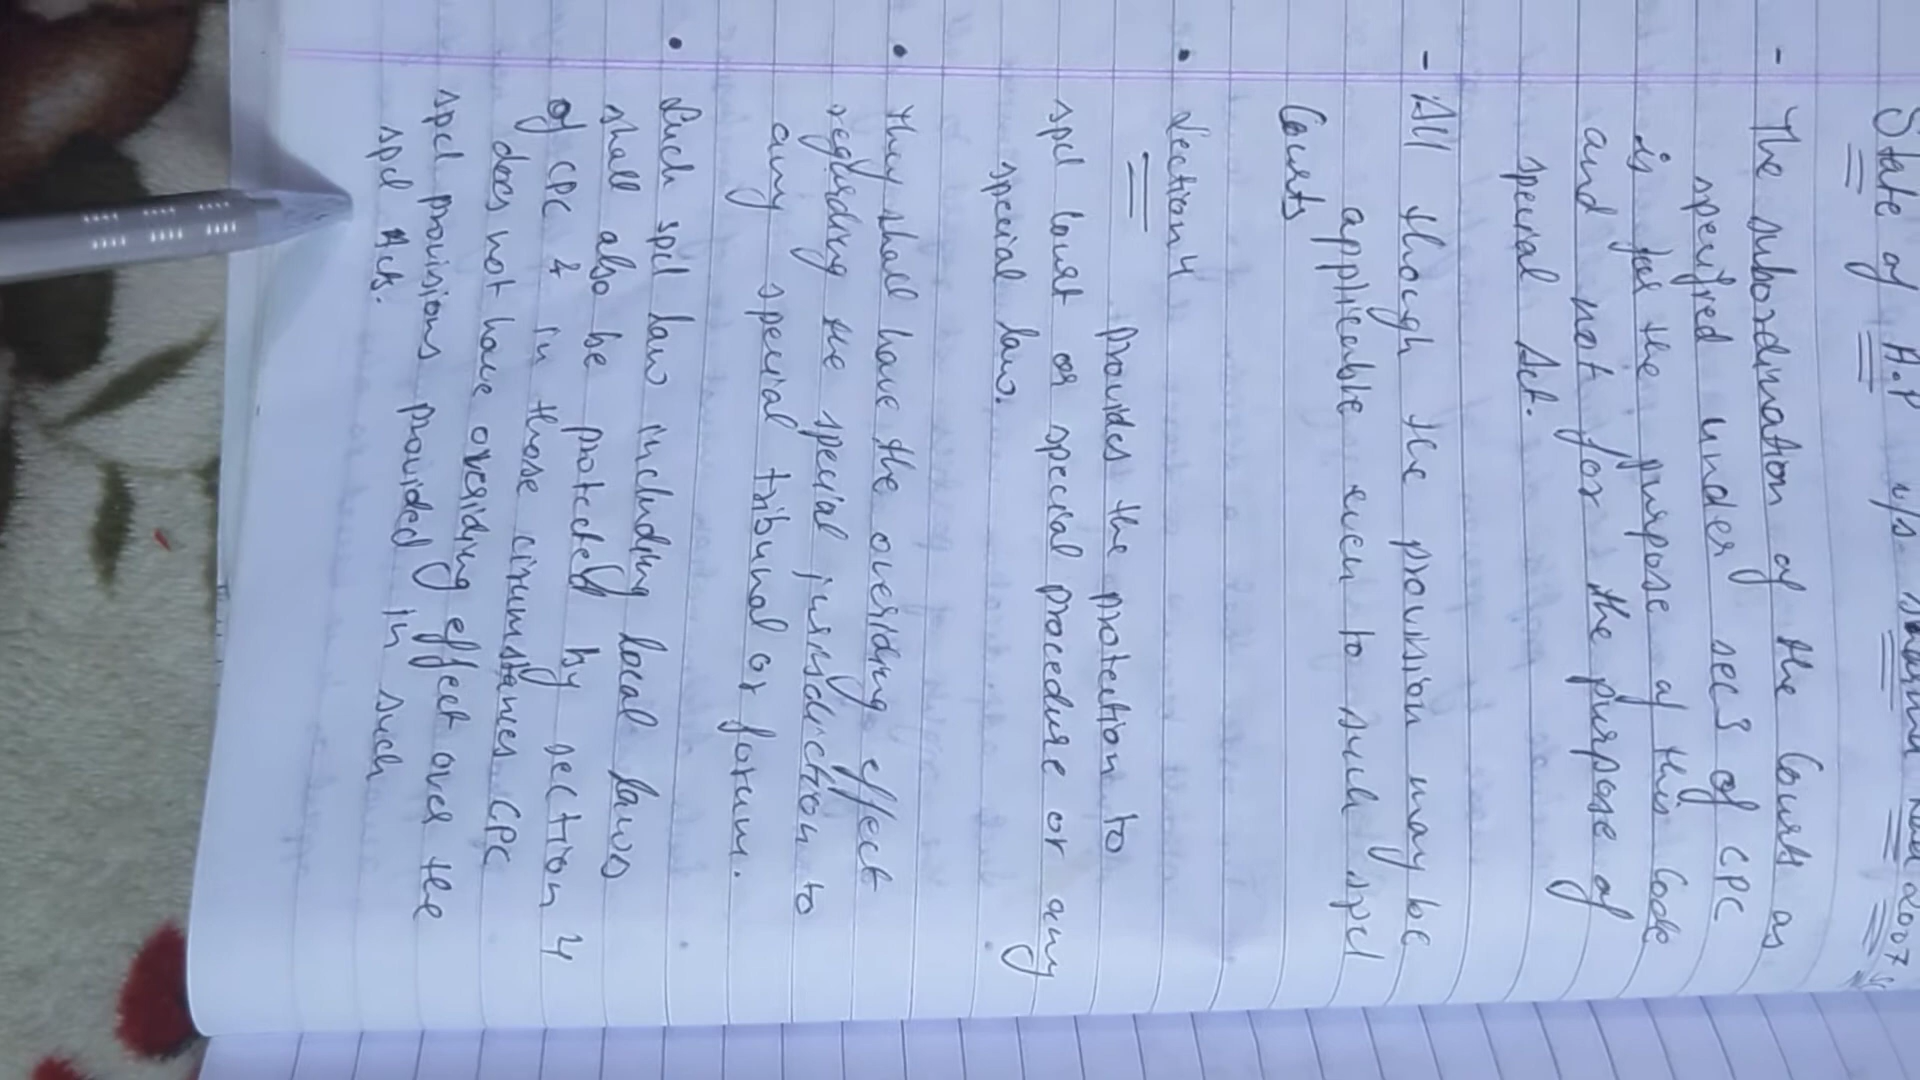 State of A.P v/s 2007
- The subordination of the Courts as
specified under sec 3 of CPC
is for the purpose of this Code
and not for the purpose of
special Act.
- All though the provision may be
applicable even to such spcl
Courts
• Section 4
provides the protection to
spcl court or special procedure or any
special law.
• They shall have the overiding effect
reglarding the special jurisdiction to
any special tribunal or forum.
• Such spcl law including local laws
shall also be protected by section 4
of CPC & in those circumstances CPC
does not have overiding effect over the
spcl provisions provided in such
spcl Acts.